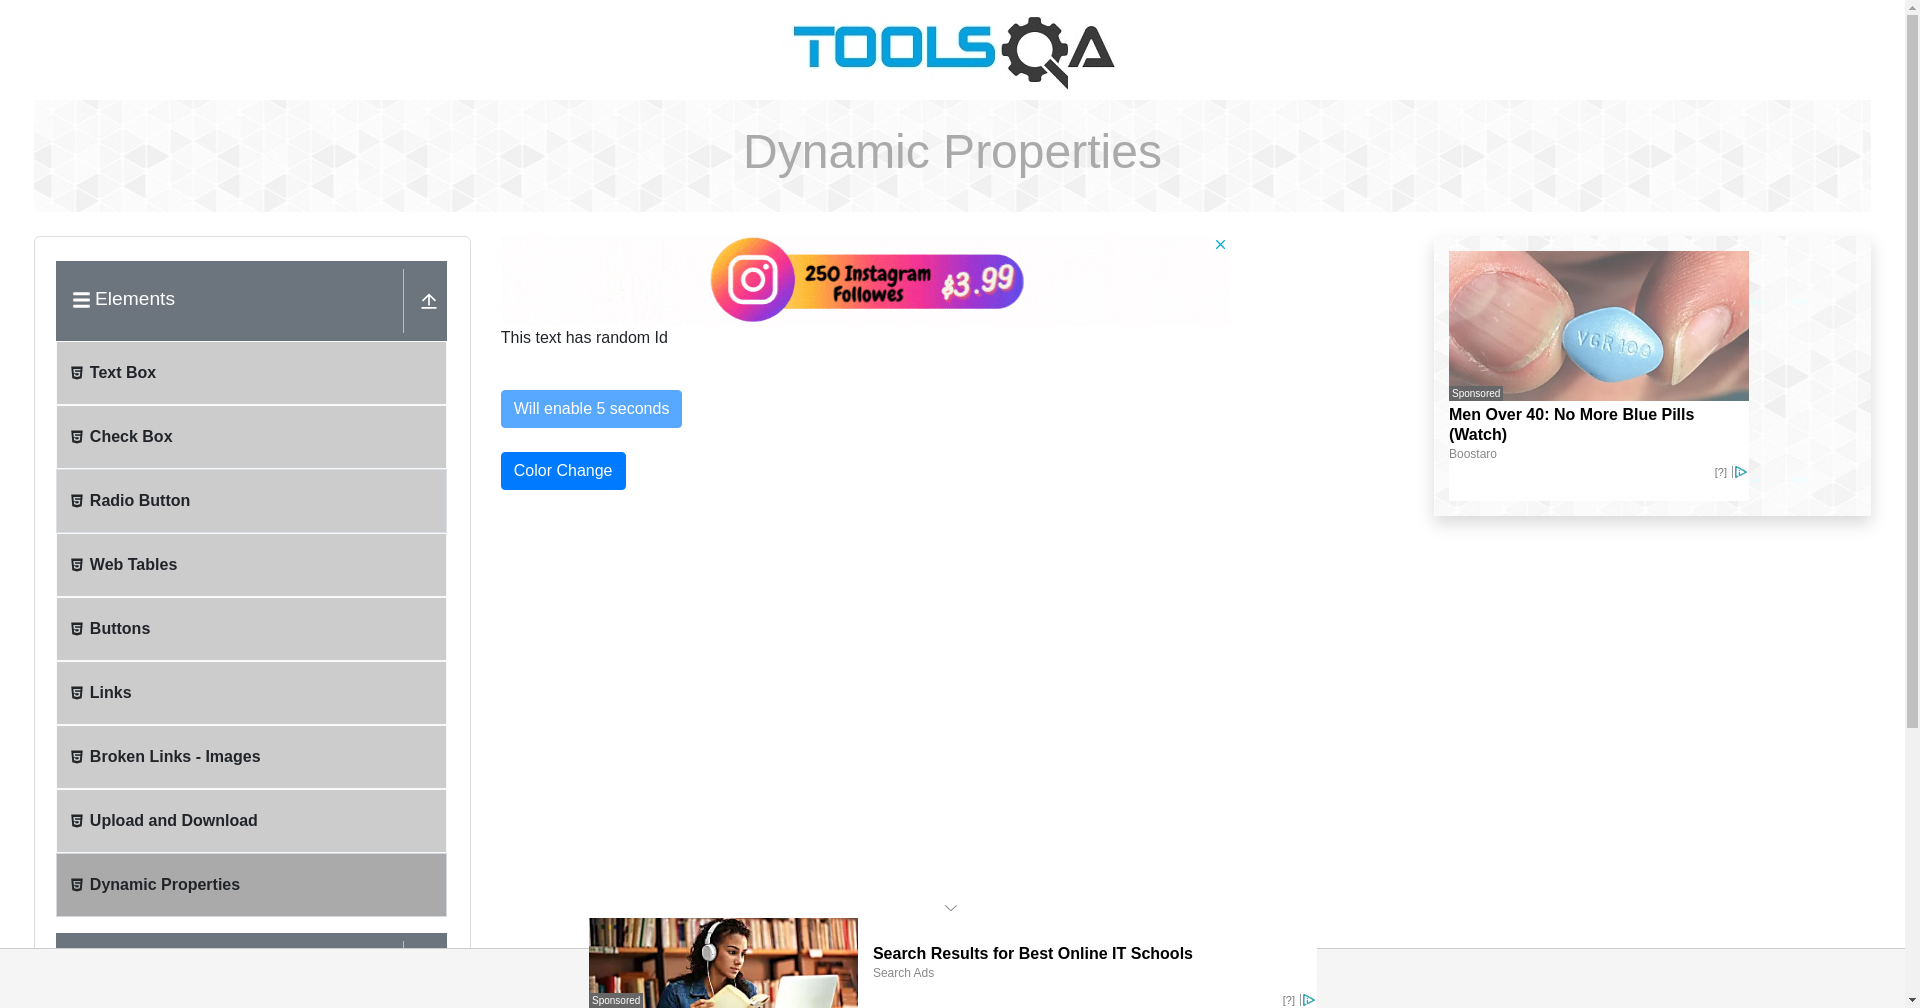 TOOLSQA
Dynamic Properties
Elements
Text Box
Check Box
Radio Button
Web Tables
Buttons
Links
Broken Links - Images
Upload and Download
Dynamic Properties
250 Instagram
Followes
$3.99
This text has random Id
Will enable 5 seconds
Color Change
VGR 100
Sponsored
Men Over 40: No More Blue Pills
(Watch)
Boostaro
[?]
Search Results for Best Online IT Schools
Search Ads
Sponsored
[?]